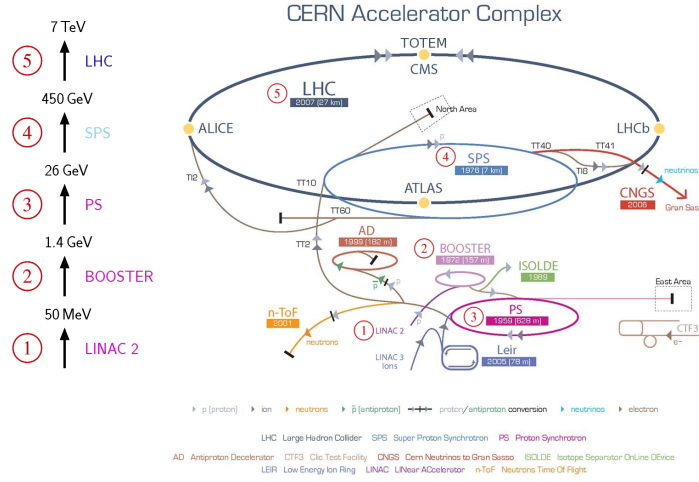 CERN Accelerator Complex
7 TeV
5
LHC
450 GeV
4
SPS
26 GeV
3
PS
1.4 GeV
2
BOOSTER
50 MeV
1
LINAC 2
TOTEM
CMS
5
LHC
2007 (27 km)
North Area
ALICE
LHCb
p
4
SPS
1976 (7 km)
TT40
TT41
TI8
TI2
TT10
ATLAS
CNGS
2006
neutrinos
Gran Sasso
TT60
AD
1999 (182 m)
TT2
2
BOOSTER
1972 (157 m)
ISOLDE
1989
p̄
p
East Area
n-ToF
2001
neutrons
1
LINAC 2
p
3
PS
1959 (628 m)
CTF3
e–
LINAC 3
Ions
Leir
2005 (78 m)
p (proton)
ion
neutrons
p̄ (antiproton)
proton/antiproton conversion
neutrinos
electron
LHC Large Hadron Collider SPS Super Proton Synchrotron PS Proton Synchrotron
AD Antiproton Decelerator CTF3 Clic Test Facility CNGS Cern Neutrinos to Gran Sasso ISOLDE Isotope Separator OnLine DEvice
LEIR Low Energy Ion Ring LINAC LINear ACcelerator n-ToF Neutrons Time Of Flight